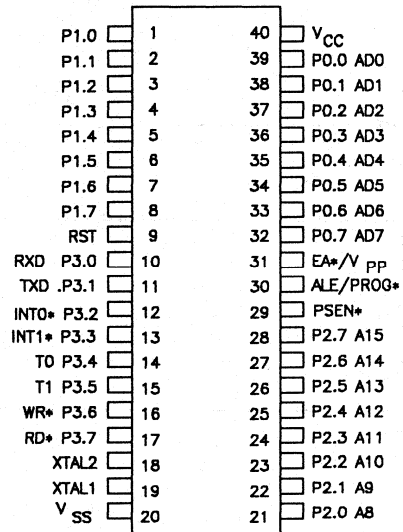 P1.0 1 40 VCC
P1.1 2 39 P0.0 AD0
P1.2 3 38 P0.1 AD1
P1.3 4 37 P0.2 AD2
P1.4 5 36 P0.3 AD3
P1.5 6 35 P0.4 AD4
P1.6 7 34 P0.5 AD5
P1.7 8 33 P0.6 AD6
RST 9 32 P0.7 AD7
RXD P3.0 10 31 EA*/VPP
TXD .P3.1 11 30 ALE/PROG*
INT0* P3.2 12 29 PSEN*
INT1* P3.3 13 28 P2.7 A15
T0 P3.4 14 27 P2.6 A14
T1 P3.5 15 26 P2.5 A13
WR* P3.6 16 25 P2.4 A12
RD* P3.7 17 24 P2.3 A11
XTAL2 18 23 P2.2 A10
XTAL1 19 22 P2.1 A9
VSS 20 21 P2.0 A8